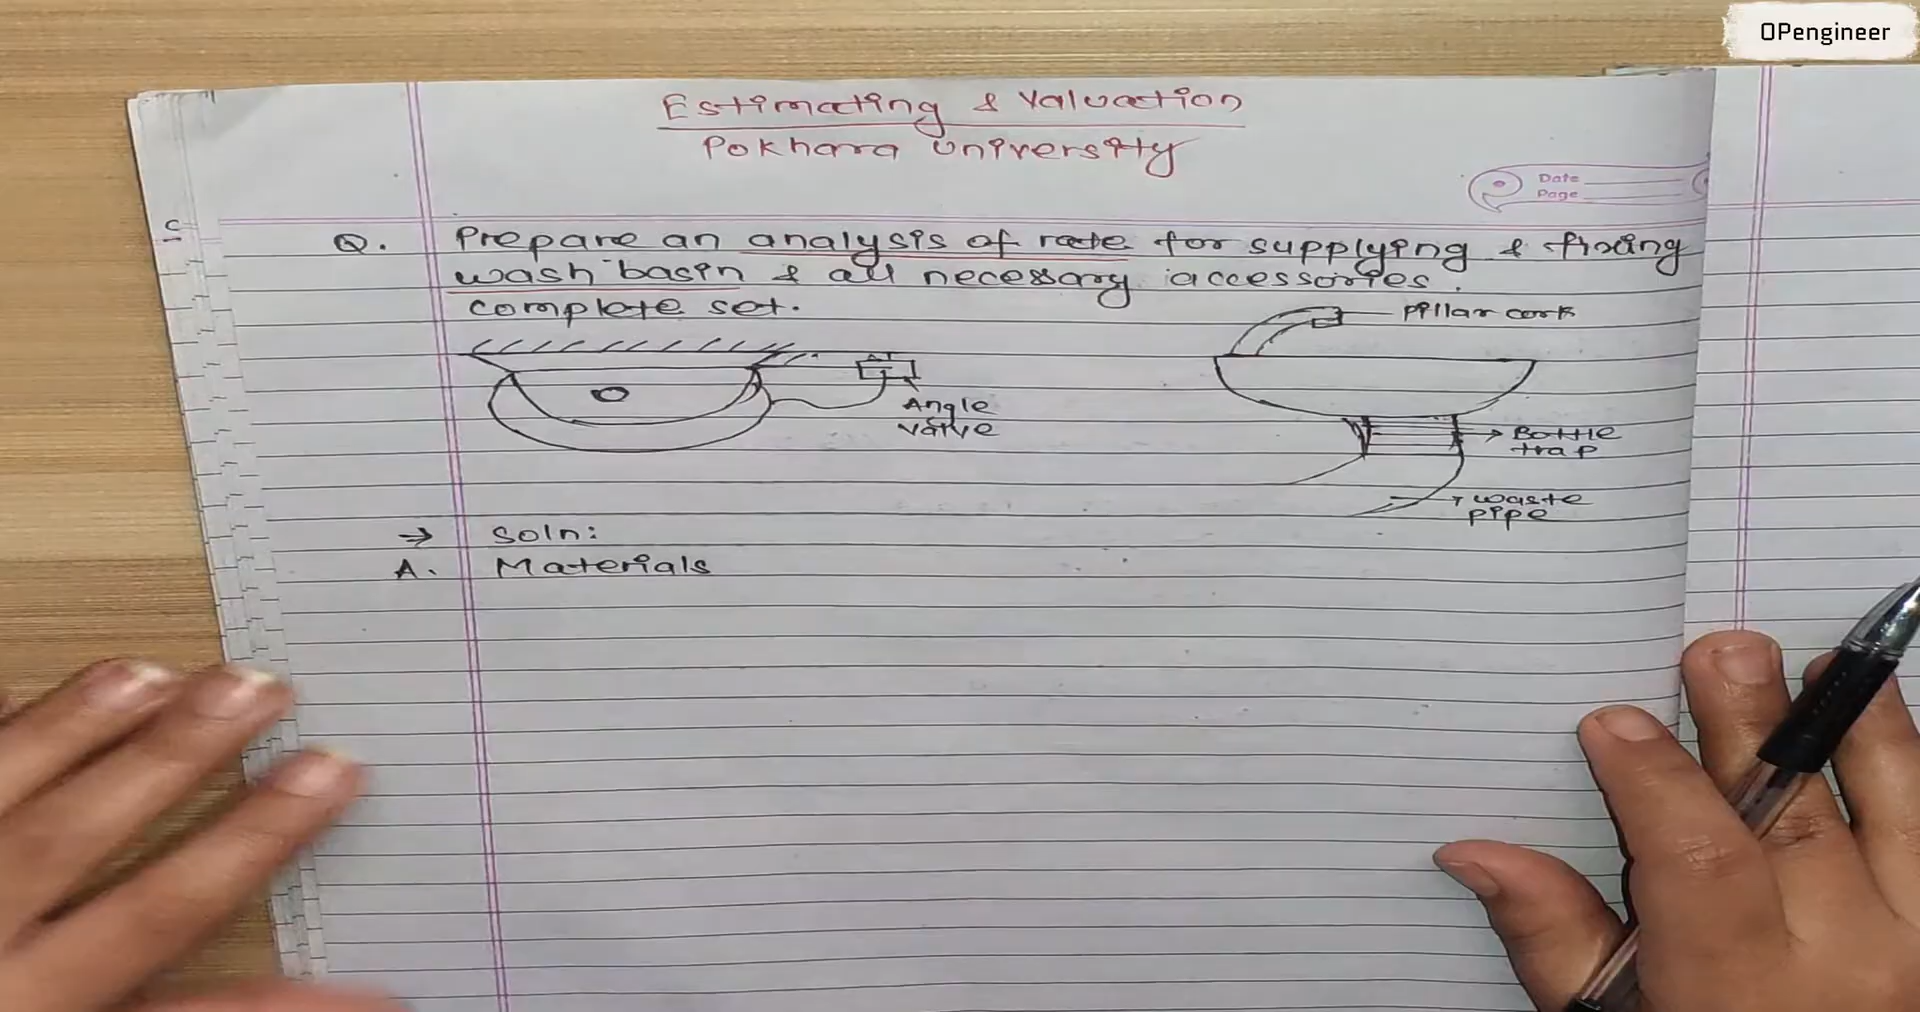 OPengineer
Estimating & Valuation
Pokhara University
Date
Page
Q. Prepare an analysis of rate for supplying & fixing
wash basin & all necessary accessories.
complete set.
Pillar cork
Angle
valve
Bottle
trap
waste
pipe
→ Soln:
A. Materials